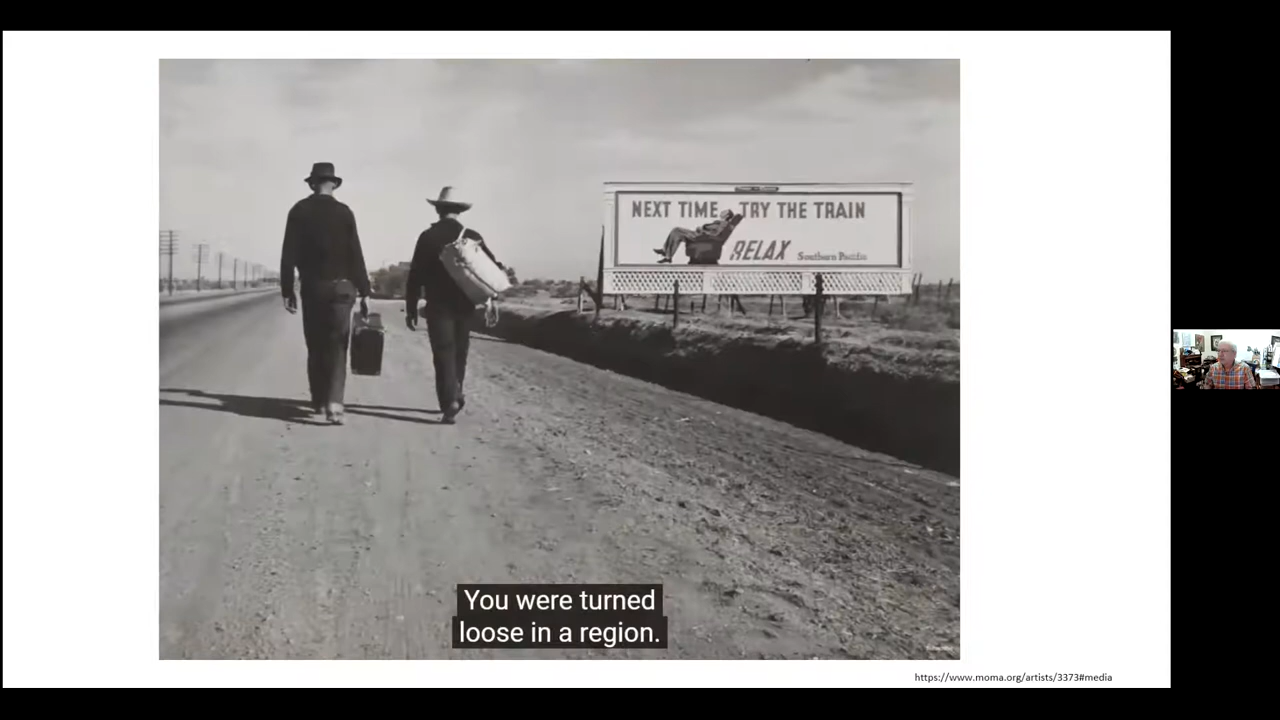 NEXT TIME TRY THE TRAIN
RELAX Southern Pacific
You were turned
loose in a region.
https://www.moma.org/artists/3373#media